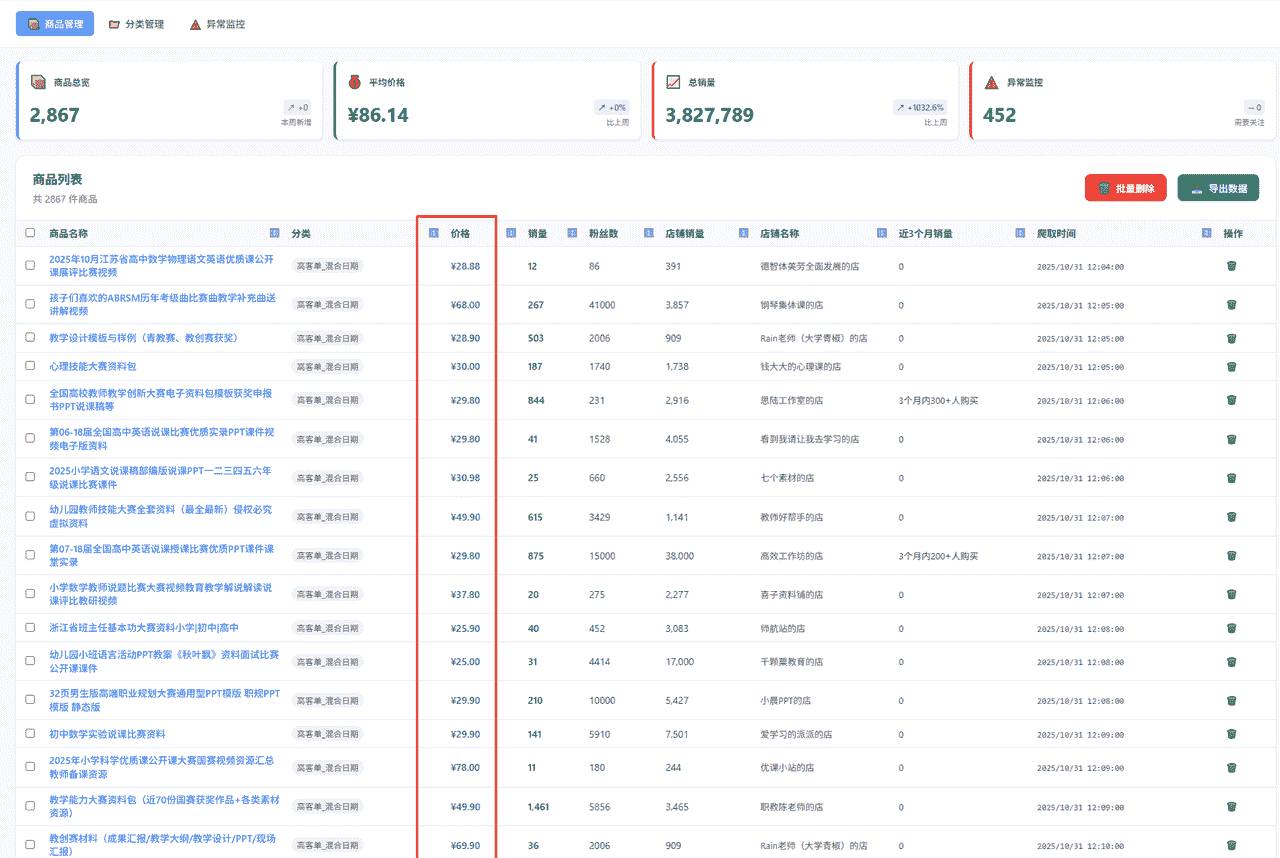 商品管理 分类管理 异常监控
商品总览 平均价格 总销量 异常监控
2,867 ↗ +0 ¥86.14 ↗ +0% 3,827,789 ↗ +1032.6% 452 — 0
本周新增 比上周 比上周 需要关注
商品列表
共 2867 件商品
批量删除 导出数据
商品名称 分类 价格 销量 粉丝数 店铺销量 店铺名称 近3个月销量 爬取时间 操作
2025年10月江苏省高中数学物理语文英语优质课公开
课展评比赛视频
高客单_混合日期 ¥28.88 12 86 391 德智体美劳全面发展的店 0 2025/10/31 12:04:00
孩子们喜欢的ABRSM历年考级曲比赛曲教学补充曲送
讲解视频
高客单_混合日期 ¥68.00 267 41000 3,857 钢琴集体课的店 0 2025/10/31 12:05:00
教学设计模板与样例（青教赛、教创赛获奖） 高客单_混合日期 ¥28.90 503 2006 909 Rain老师（大学青椒）的店 0 2025/10/31 12:05:00
心理技能大赛资料包 高客单_混合日期 ¥30.00 187 1740 1,738 钱大大的心理课的店 0 2025/10/31 12:05:00
全国高校教师教学创新大赛电子资料包模板获奖申报
书PPT说课稿等
高客单_混合日期 ¥29.80 844 231 2,916 思陆工作室的店 3个月内300+人购买 2025/10/31 12:06:00
第06-18届全国高中英语说课比赛优质实录PPT课件视
频电子版资料
高客单_混合日期 ¥29.80 41 1528 4,055 看到我请让我去学习的店 0 2025/10/31 12:06:00
2025小学语文说课稿部编版说课PPT一二三四五六年
级说课比赛课件
高客单_混合日期 ¥30.98 25 660 2,556 七个素材的店 0 2025/10/31 12:06:00
幼儿园教师技能大赛全套资料（最全最新）侵权必究
虚拟资料
高客单_混合日期 ¥49.90 615 3429 1,141 教师好帮手的店 0 2025/10/31 12:07:00
第07-18届全国高中英语说课授课比赛优质PPT课件课
堂实录
高客单_混合日期 ¥29.80 875 15000 38,000 高效工作坊的店 3个月内200+人购买 2025/10/31 12:07:00
小学数学教师说题比赛大赛视频教育教学解说解读说
课评比教研视频
高客单_混合日期 ¥37.80 20 275 2,277 喜子资料铺的店 0 2025/10/31 12:07:00
浙江省班主任基本功大赛资料小学|初中|高中 高客单_混合日期 ¥25.90 40 452 3,083 师航站的店 0 2025/10/31 12:08:00
幼儿园小班语言活动PPT教案《秋叶飘》资料面试比赛
公开课课件
高客单_混合日期 ¥25.00 31 4414 17,000 千颗粟教育的店 0 2025/10/31 12:08:00
32页男生版高端职业规划大赛通用型PPT模版 职规PPT
模版 静态版
高客单_混合日期 ¥29.90 210 10000 5,427 小晨PPT的店 0 2025/10/31 12:08:00
初中数学实验说课比赛资料 高客单_混合日期 ¥29.90 141 5910 7,501 爱学习的派派的店 0 2025/10/31 12:09:00
2025年小学科学优质课公开课大赛国赛视频资源汇总
教师备课资源
高客单_混合日期 ¥78.00 11 180 244 优课小站的店 0 2025/10/31 12:09:00
教学能力大赛资料包（近70份国赛获奖作品+各类素材
资源）
高客单_混合日期 ¥49.90 1,461 5856 3,465 职教陈老师的店 0 2025/10/31 12:09:00
教创赛材料（成果汇报/教学大纲/教学设计/PPT/现场
汇报）
高客单_混合日期 ¥69.90 36 2006 909 Rain老师（大学青椒）的店 0 2025/10/31 12:10:00